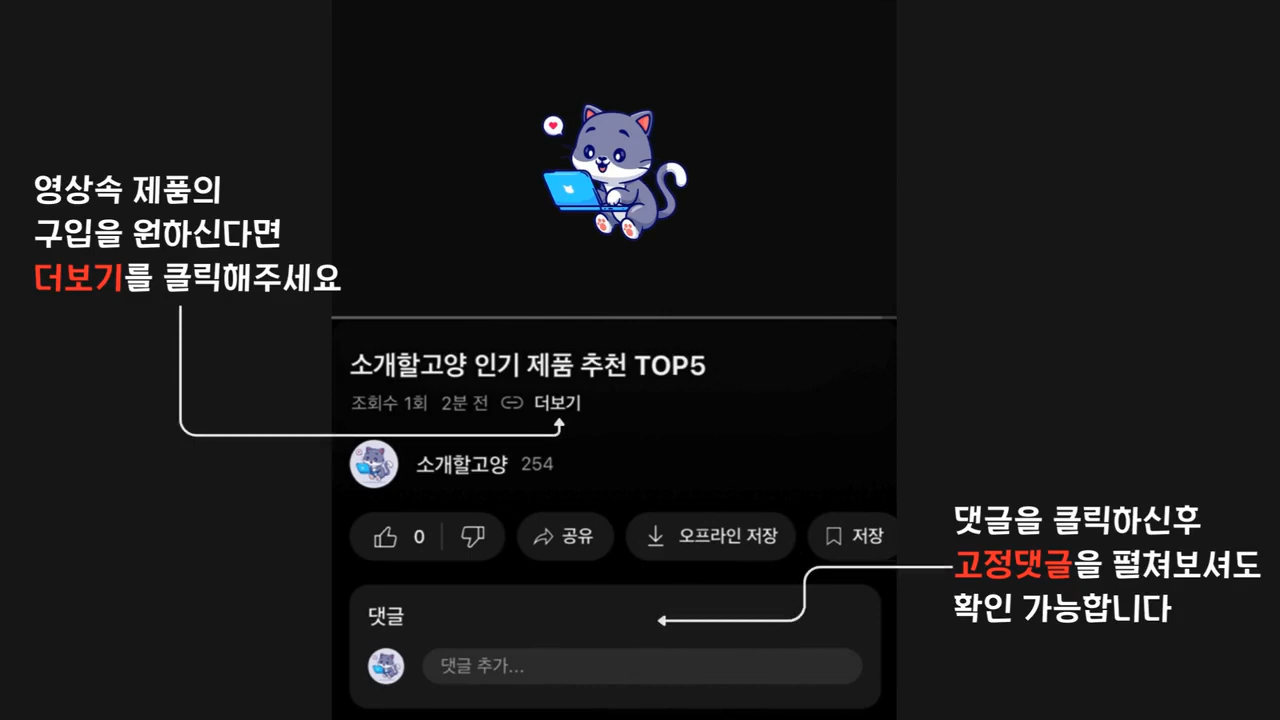 영상속 제품의
구입을 원하신다면
더보기를 클릭해주세요
소개할고양 인기 제품 추천 TOP5
조회수 1회 2분 전 더보기
소개할고양 254
0 공유 오프라인 저장 저장
댓글을 클릭하신후
고정댓글을 펼쳐보셔도
확인 가능합니다
댓글
댓글 추가...